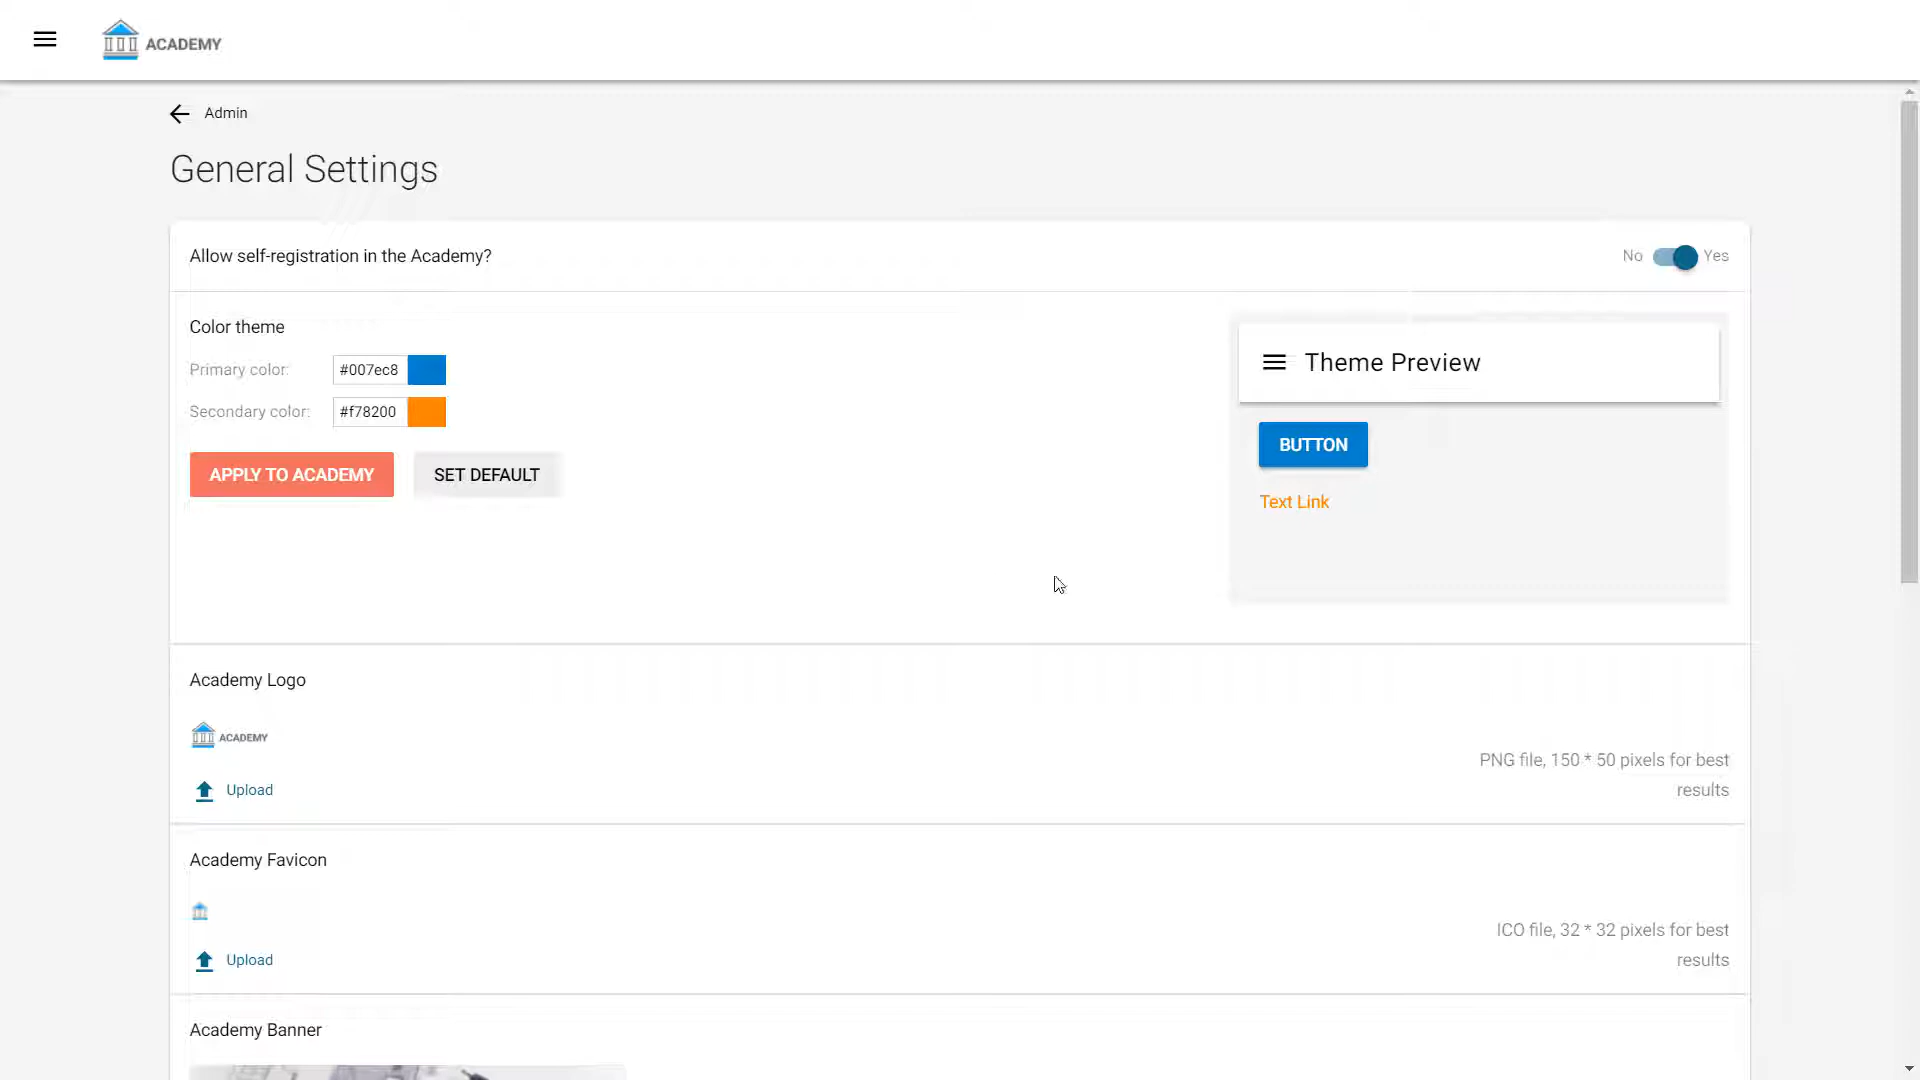 ACADEMY
Admin
General Settings
Allow self-registration in the Academy?
No Yes
Color theme
Primary color: #007ec8
Secondary color: #f78200
APPLY TO ACADEMY SET DEFAULT
Theme Preview
BUTTON
Text Link
Academy Logo
ACADEMY
Upload
PNG file, 150 * 50 pixels for best
results
Academy Favicon
Upload
ICO file, 32 * 32 pixels for best
results
Academy Banner